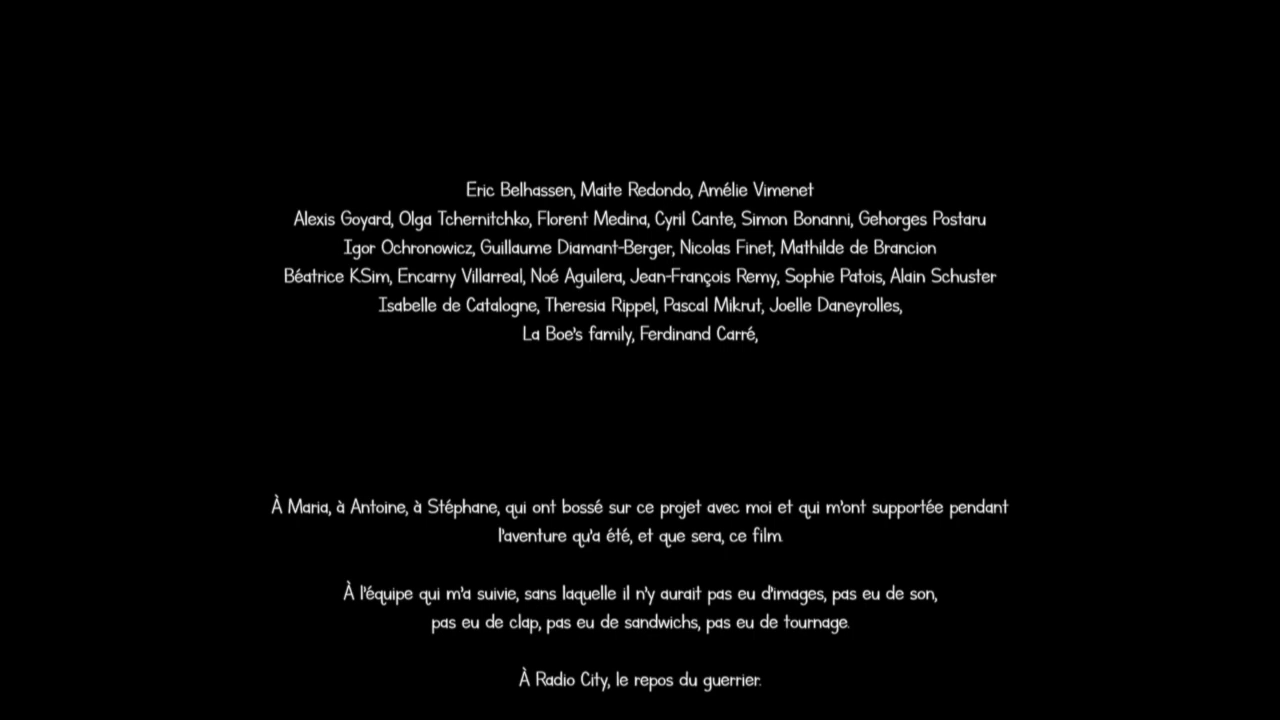 Eric Belhassen, Maite Redondo, Amélie Vimenet
Alexis Goyard, Olga Tchernitchko, Florent Medina, Cyril Cante, Simon Bonanni, Gehorges Postaru
Igor Ochronowicz, Guillaume Diamant-Berger, Nicolas Finet, Mathilde de Brancion
Béatrice KSim, Encarny Villarreal, Noé Aguilera, Jean-François Remy, Sophie Patois, Alain Schuster
Isabelle de Catalogne, Theresia Rippel, Pascal Mikrut, Joelle Daneyrolles,
La Boe's family, Ferdinand Carré,
À Maria, à Antoine, à Stéphane, qui ont bossé sur ce projet avec moi et qui m'ont supportée pendant
l'aventure qu'a été, et que sera, ce film.
À l'équipe qui m'a suivie, sans laquelle il n'y aurait pas eu d'images, pas eu de son,
pas eu de clap, pas eu de sandwichs, pas eu de tournage.
À Radio City, le repos du guerrier.